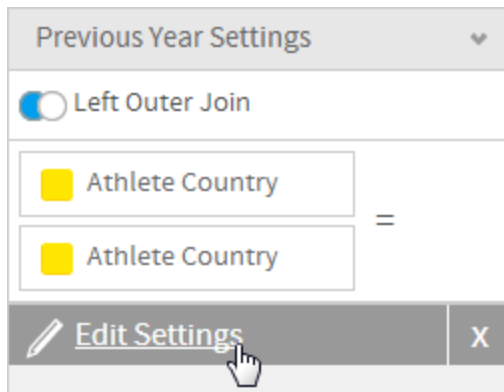 Previous Year Settings
Left Outer Join
Athlete Country
=
Athlete Country
Edit Settings X